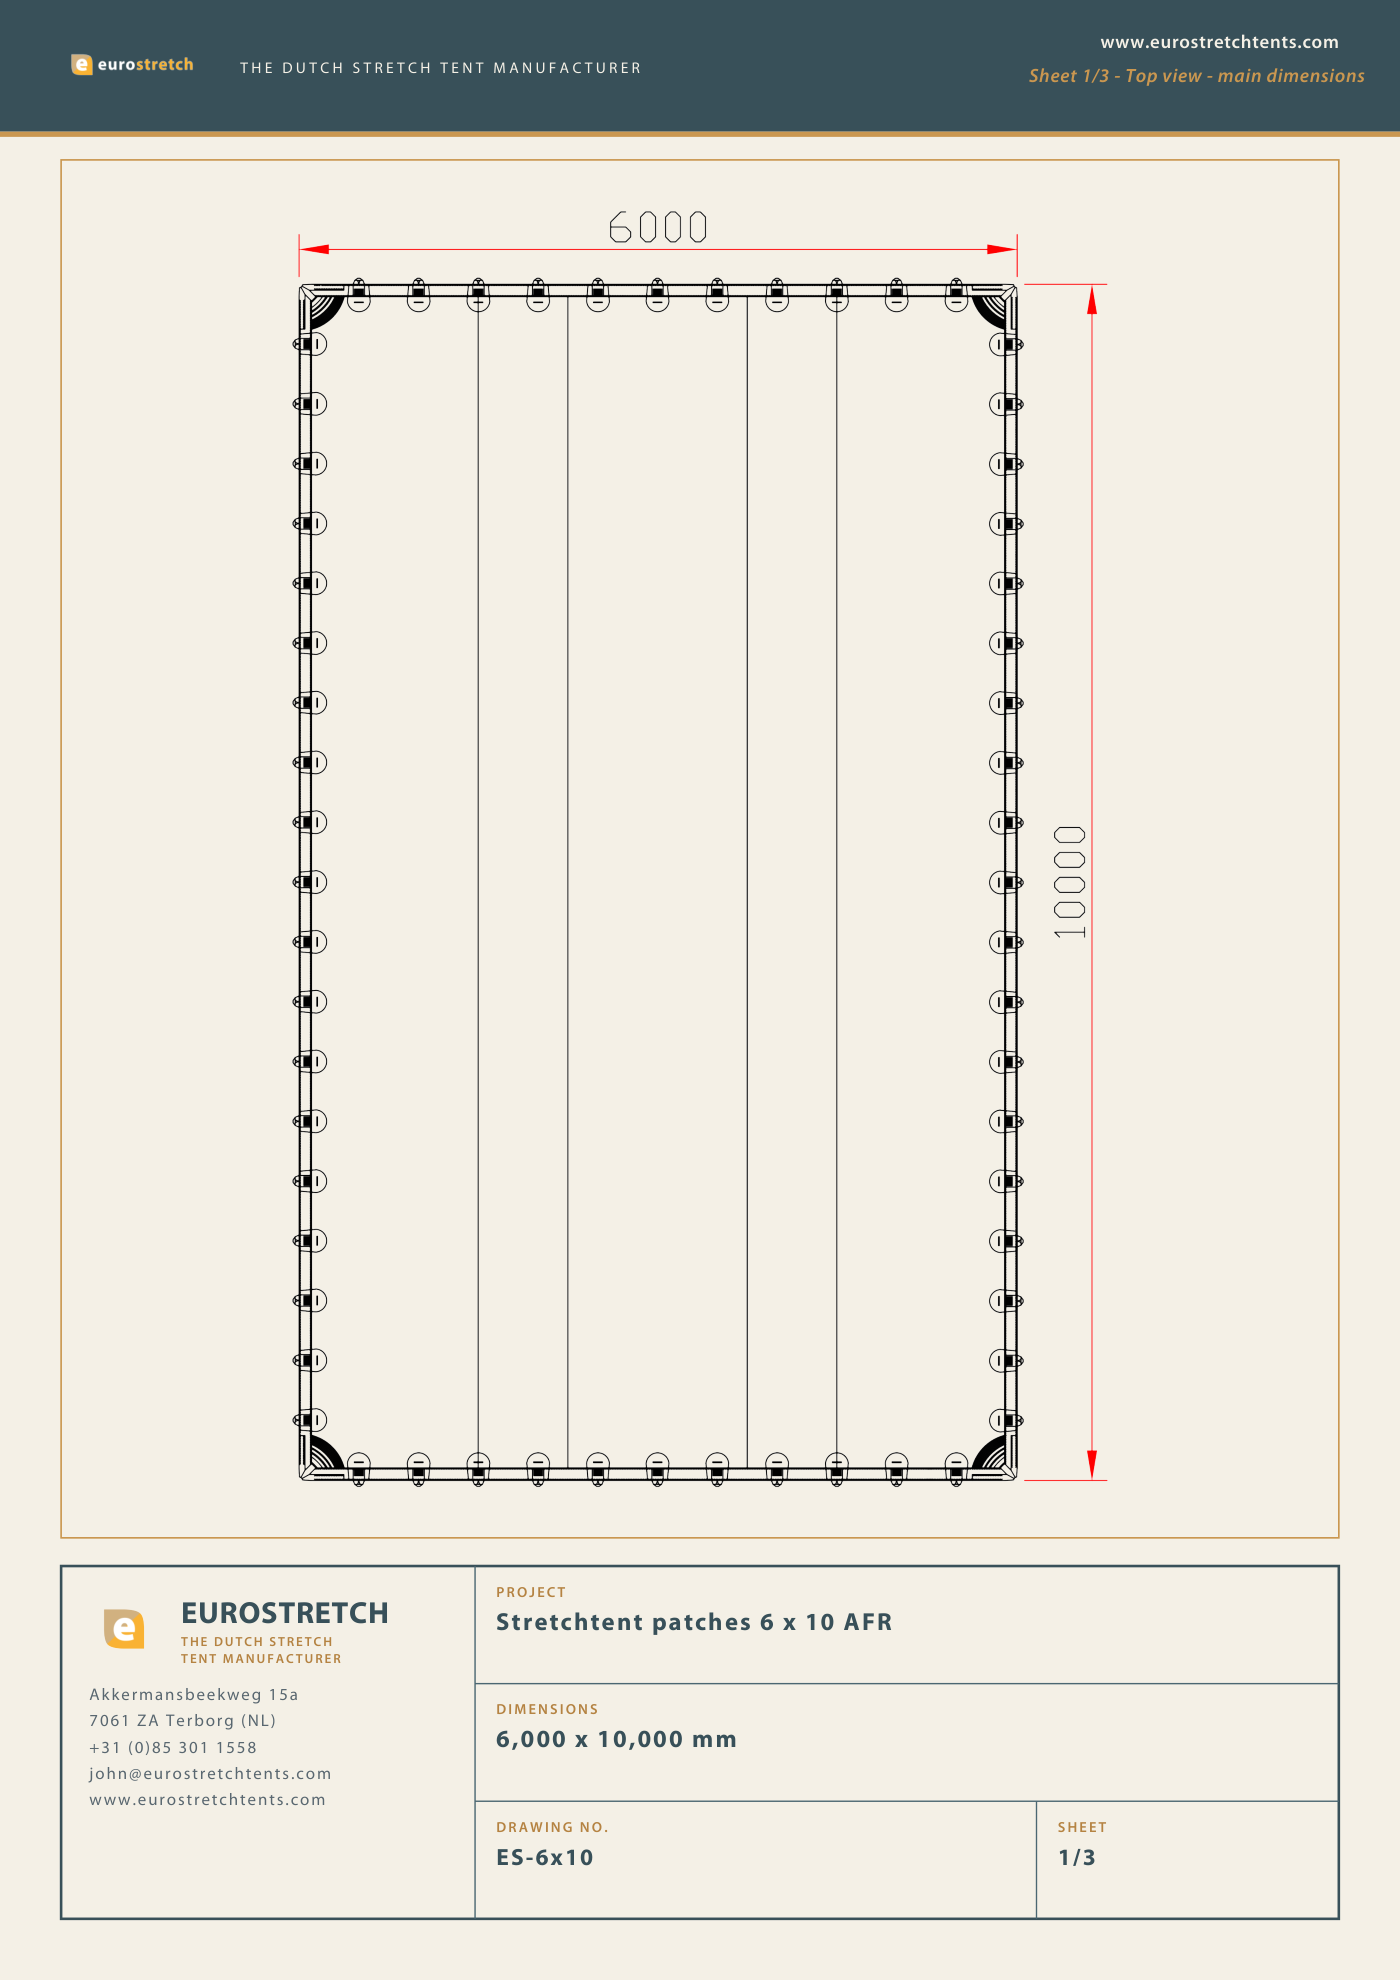 eurostretch
THE DUTCH STRETCH TENT MANUFACTURER
www.eurostretchtents.com
Sheet 1/3 - Top view - main dimensions
6000
10000
EUROSTRETCH
THE DUTCH STRETCH
TENT MANUFACTURER
Akkermansbeekweg 15a
7061 ZA Terborg (NL)
+31 (0)85 301 1558
john@eurostretchtents.com
www.eurostretchtents.com
PROJECT
Stretchtent patches 6 x 10 AFR
DIMENSIONS
6,000 x 10,000 mm
DRAWING NO.
ES-6x10
SHEET
1/3